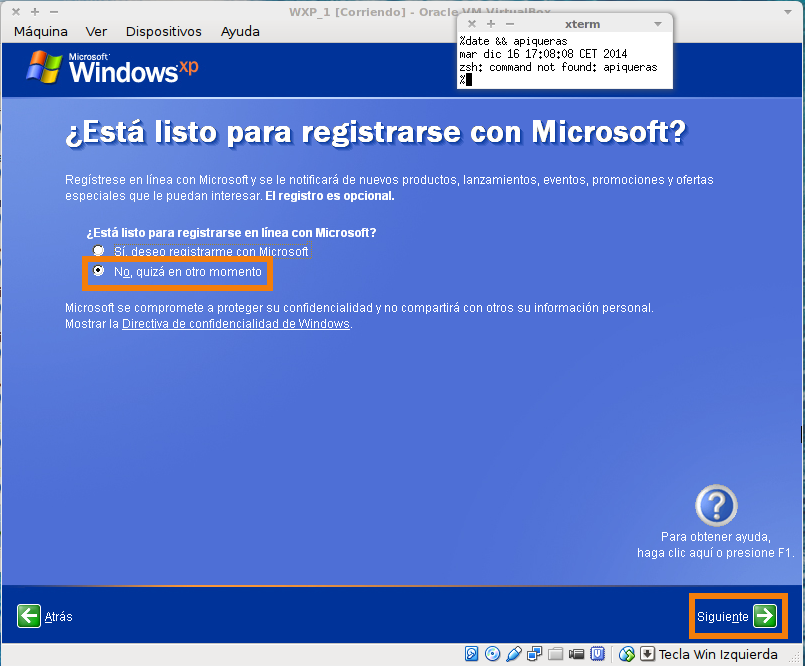 WXP_1 [Corriendo] - Oracle VM VirtualBox
Máquina Ver Dispositivos Ayuda
xterm
%date && apiqueras
mar dic 16 17:08:08 CET 2014
zsh: command not found: apiqueras
%
Microsoft
Windows xp
¿Está listo para registrarse con Microsoft?
Regístrese en línea con Microsoft y se le notificará de nuevos productos, lanzamientos, eventos, promociones y ofertas
especiales que le puedan interesar. El registro es opcional.
¿Está listo para registrarse en línea con Microsoft?
Sí, deseo registrarme con Microsoft
No, quizá en otro momento
Microsoft se compromete a proteger su confidencialidad y no compartirá con otros su información personal.
Mostrar la Directiva de confidencialidad de Windows.
Para obtener ayuda,
haga clic aquí o presione F1.
Atrás
Siguiente
Tecla Win Izquierda